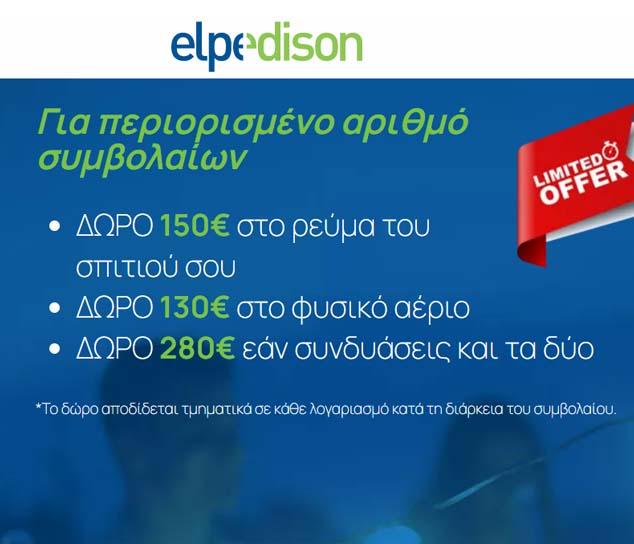 elpedison
Για περιορισμένο αριθμό
συμβολαίων
LIMITED
OFFER
• ΔΩΡΟ 150€ στο ρεύμα του
σπιτιού σου
• ΔΩΡΟ 130€ στο φυσικό αέριο
• ΔΩΡΟ 280€ εάν συνδυάσεις και τα δύο
*Το δώρο αποδίδεται τμηματικά σε κάθε λογαριασμό κατά τη διάρκεια του συμβολαίου.